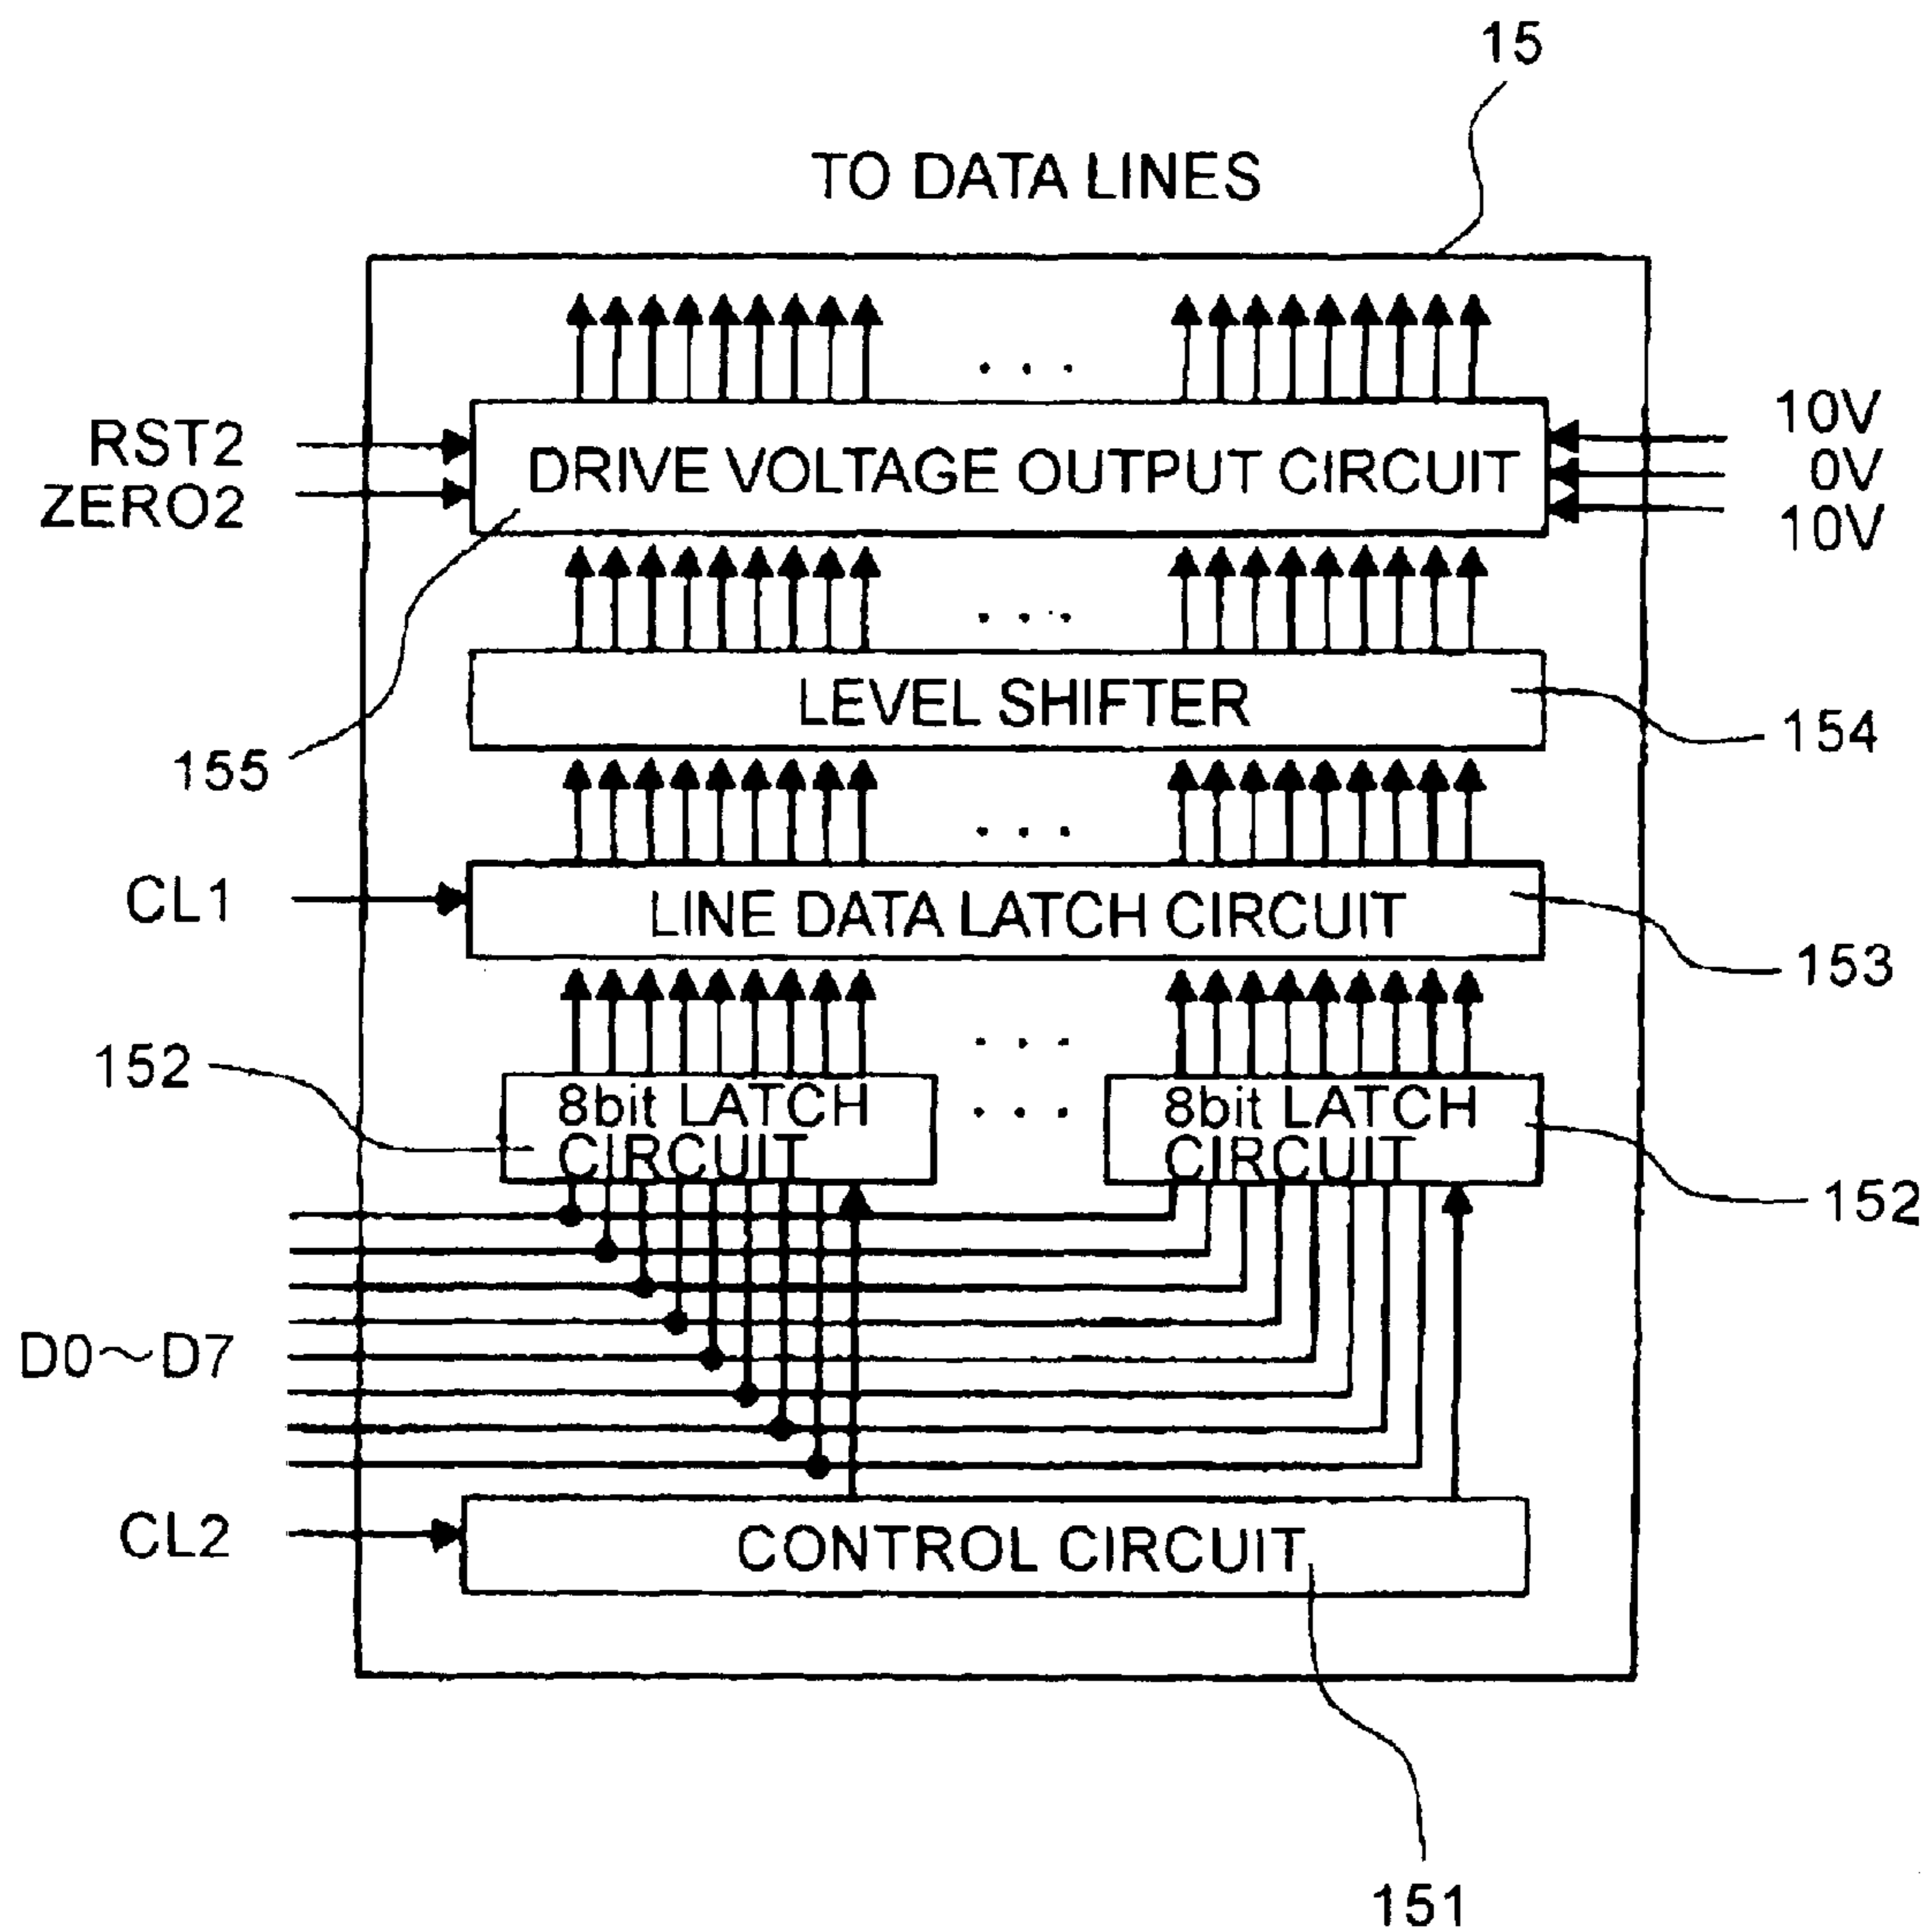 15
TO DATA LINES
RST2
ZERO2
DRIVE VOLTAGE OUTPUT CIRCUIT
10V
0V
10V
LEVEL SHIFTER
155
154
CL1
LINE DATA LATCH CIRCUIT
153
152
8bit LATCH
CIRCUIT
8bit LATCH
CIRCUIT
152
D0～D7
CL2
CONTROL CIRCUIT
151